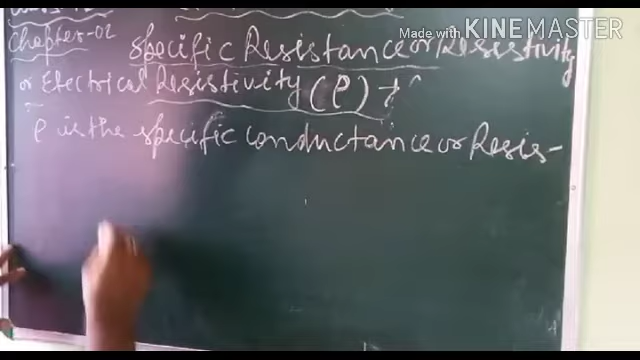 Made with KINEMASTER
Chapter-02
Specific Resistance or Resistivity
or Electrical Resistivity (ρ) :-
ρ is the specific conductance or Resis-